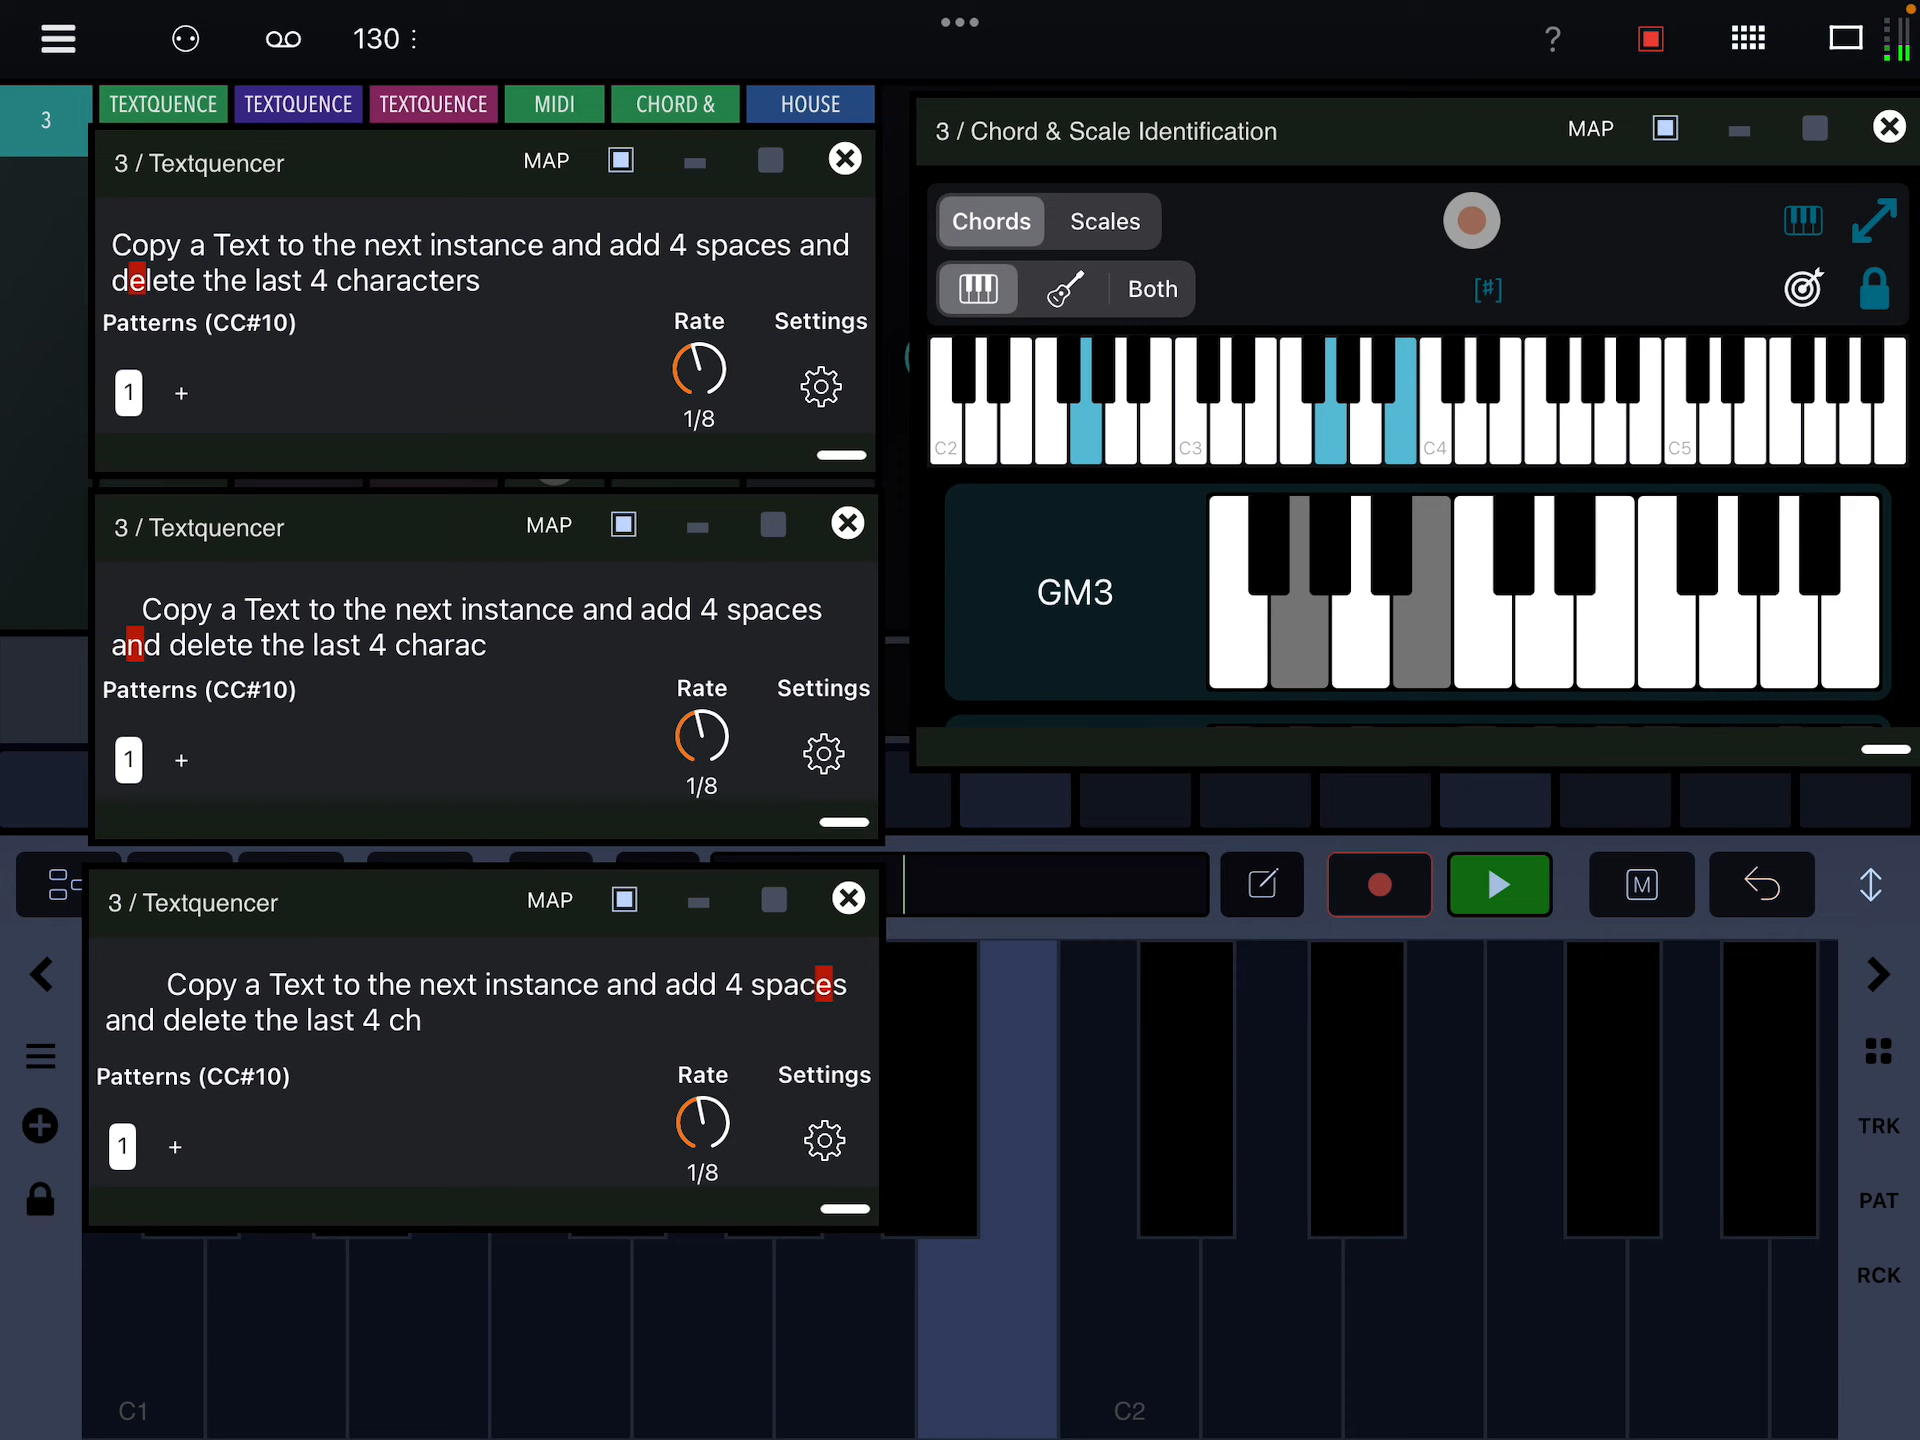 130
?
3
TEXTQUENCE
TEXTQUENCE
TEXTQUENCE
MIDI
CHORD &
HOUSE
3 / Textquencer
MAP
Copy a Text to the next instance and add 4 spaces and
delete the last 4 characters
Patterns (CC#10)
Rate
Settings
1
+
1/8
3 / Textquencer
MAP
Copy a Text to the next instance and add 4 spaces
and delete the last 4 charac
Patterns (CC#10)
Rate
Settings
1
+
1/8
3 / Textquencer
MAP
Copy a Text to the next instance and add 4 spaces
and delete the last 4 ch
Patterns (CC#10)
Rate
Settings
1
+
1/8
3 / Chord & Scale Identification
MAP
Chords
Scales
Both
[#]
C2
C3
C4
C5
GM3
M
TRK
PAT
RCK
C1
C2